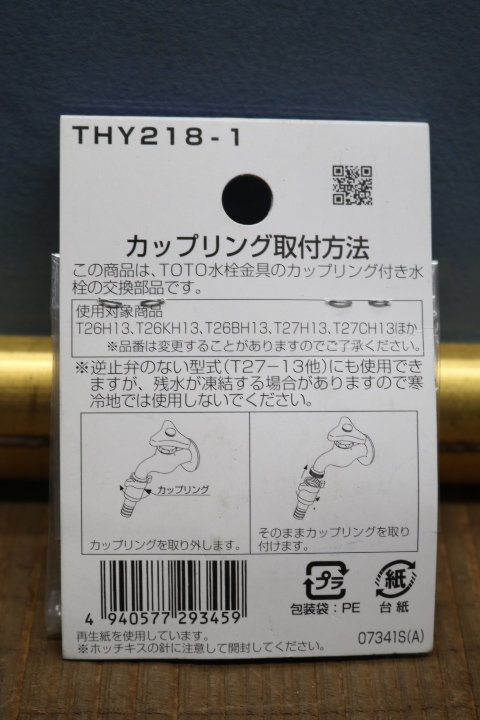 THY218-1
カップリング取付方法
この商品は、TOTO水栓金具のカップリング付き水
栓の交換部品です。
使用対象商品
T26H13、T26KH13、T26BH13、T27H13、T27CH13ほか
※品番は変更することがありますのでご了承ください。
※逆止弁のない型式(T27-13他)にも使用でき
ますが、残水が凍結する場合がありますので寒
冷地では使用しないでください。
カップリング
カップリングを取り外します。
そのままカップリングを取り
付けます。
4 940577 293459
プラ
包装袋：PE
紙
台紙
再生紙を使用しています。
※ホッチキスの針に注意して開封してください。
07341S(A)